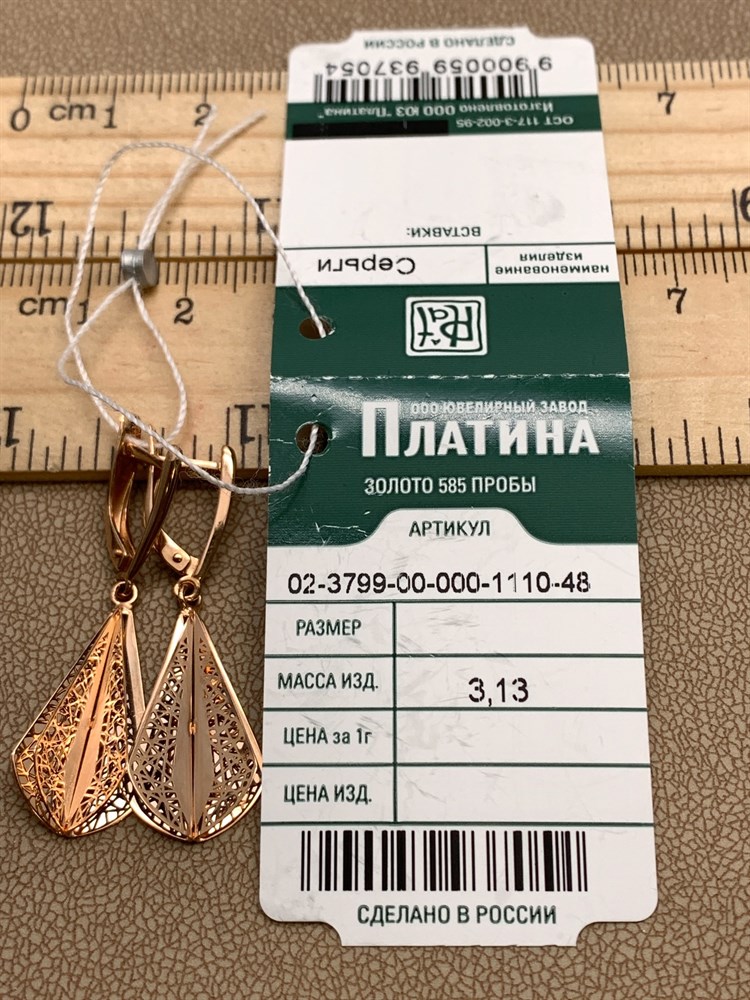 СДЕЛАНО В РОССИИ
9 900059 937054
Изготовлено ООО ЮЗ "Платина"
ОСТ 117-3-002-95
ВСТАВКИ:
наименование
изделия
Серьги
Plat
ООО ЮВЕЛИРНЫЙ ЗАВОД
ПЛАТИНА
ЗОЛОТО 585 ПРОБЫ
АРТИКУЛ
02-3799-00-000-1110-48
РАЗМЕР
МАССА ИЗД. 3,13
ЦЕНА за 1г
ЦЕНА ИЗД.
СДЕЛАНО В РОССИИ
0 cm 1 2 7
12
cm 1 2 7